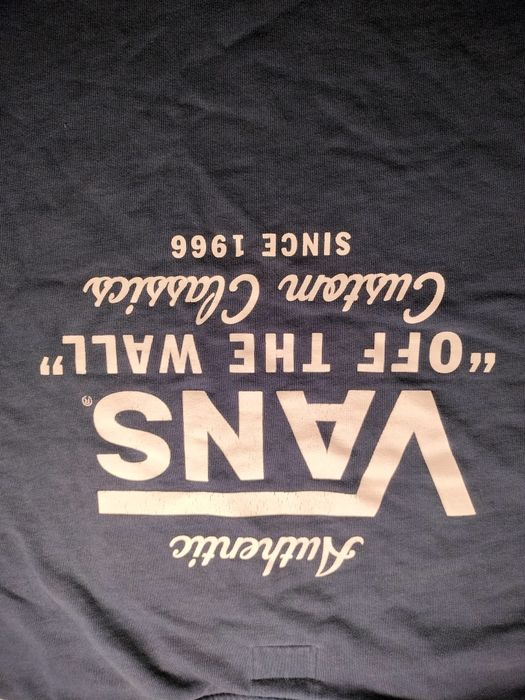 Authentic
VANS®
"OFF THE WALL"
Custom Classics
SINCE 1966